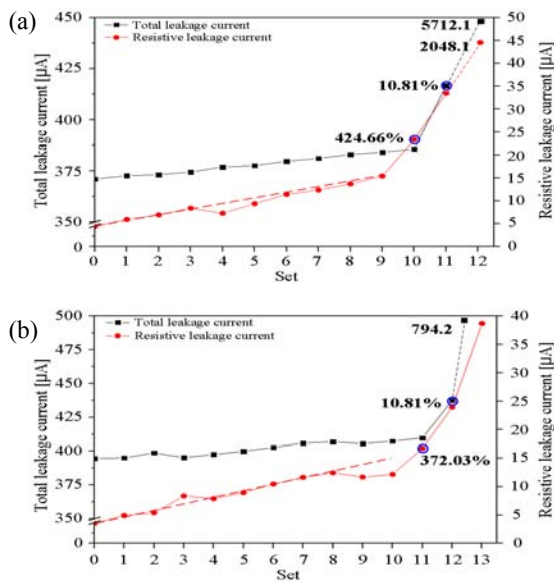 (a)
Total leakage current
Resistive leakage current
Total leakage current [µA]
Resistive leakage current [µA]
450
425
400
375
350
0
50
45
40
35
30
25
20
15
10
5
0
5712.1
2048.1
10.81%
424.66%
0 1 2 3 4 5 6 7 8 9 10 11 12
Set
(b)
Total leakage current
Resistive leakage current
Total leakage current [µA]
Resistive leakage current [µA]
500
475
450
425
400
375
350
0
40
35
30
25
20
15
10
5
0
794.2
10.81%
372.03%
0 1 2 3 4 5 6 7 8 9 10 11 12 13
Set